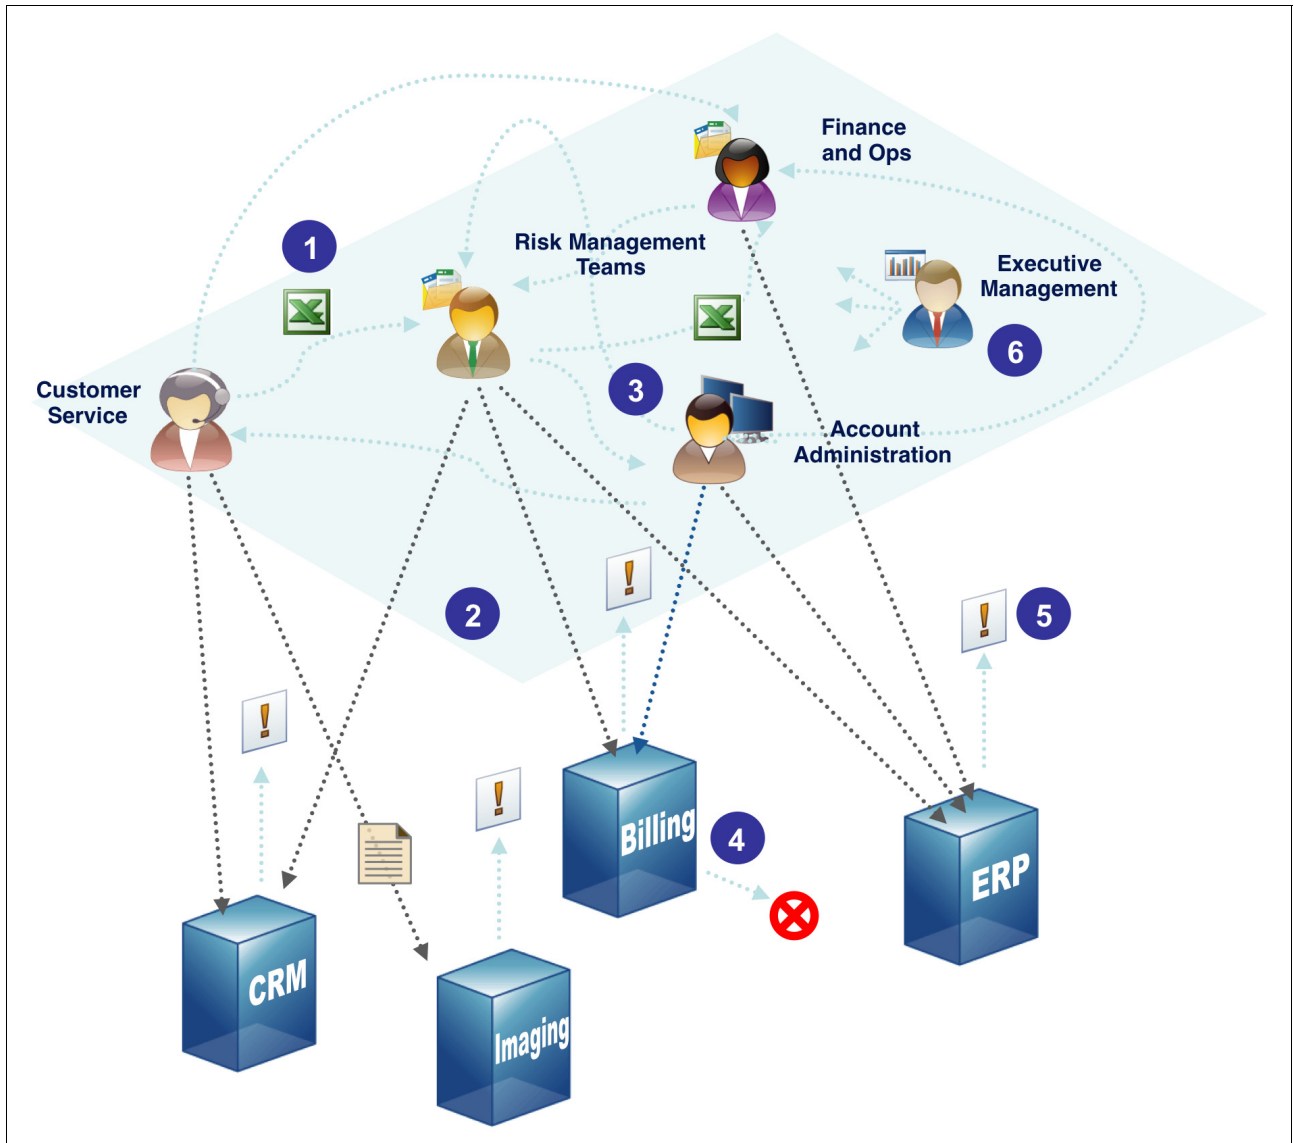 Finance
and Ops
1
Risk Management
Teams
Executive
Management
6
3
Customer
Service
Account
Administration
2
5
Billing
4
ERP
CRM
Imaging